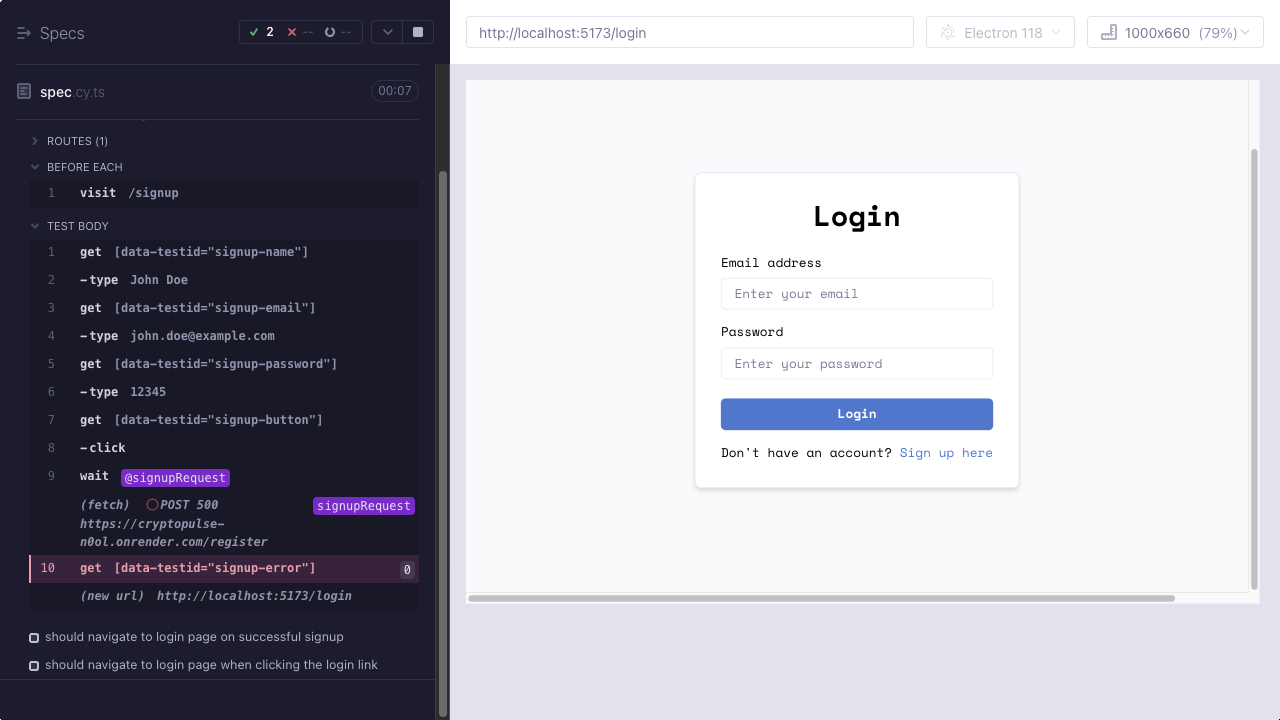 Specs
2
--
--
spec.cy.ts
00:07
ROUTES (1)
BEFORE EACH
1 visit /signup
TEST BODY
1 get [data-testid="signup-name"]
2 -type John Doe
3 get [data-testid="signup-email"]
4 -type john.doe@example.com
5 get [data-testid="signup-password"]
6 -type 12345
7 get [data-testid="signup-button"]
8 -click
9 wait @signupRequest
(fetch) POST 500 signupRequest
https://cryptopulse-
n0ol.onrender.com/register
10 get [data-testid="signup-error"] 0
(new url) http://localhost:5173/login
should navigate to login page on successful signup
should navigate to login page when clicking the login link
http://localhost:5173/login
Electron 118
1000x660 (79%)
Login
Email address
Enter your email
Password
Enter your password
Login
Don't have an account? Sign up here